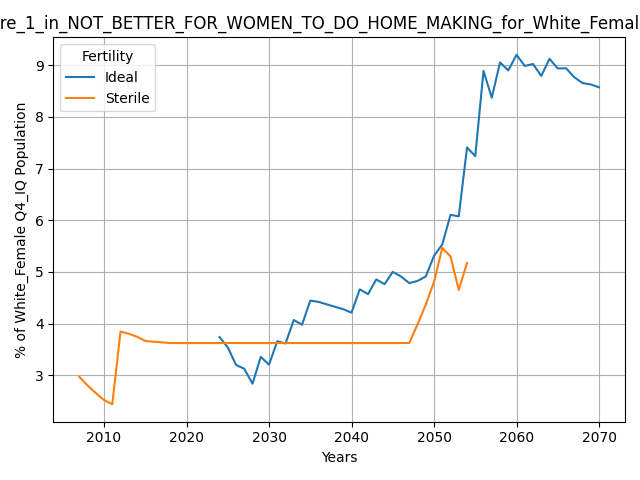 re_1_in_NOT_BETTER_FOR_WOMEN_TO_DO_HOME_MAKING_for_White_Femal
Fertility
Ideal
Sterile
% of White_Female Q4_IQ Population
9
8
7
6
5
4
3
2010 2020 2030 2040 2050 2060 2070
Years